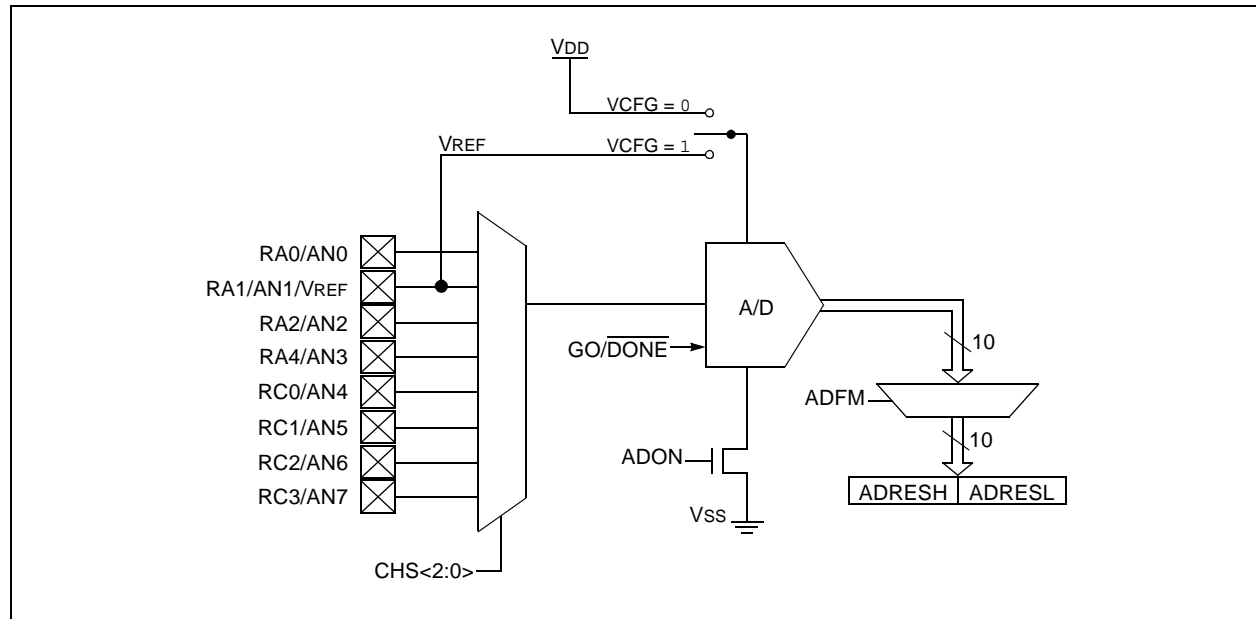 VDD
VCFG = 0
VREF
VCFG = 1
RA0/AN0
RA1/AN1/VREF
RA2/AN2
RA4/AN3
RC0/AN4
RC1/AN5
RC2/AN6
RC3/AN7
CHS<2:0>
A/D
GO/DONE
ADON
VSS
10
ADFM
10
ADRESH ADRESL